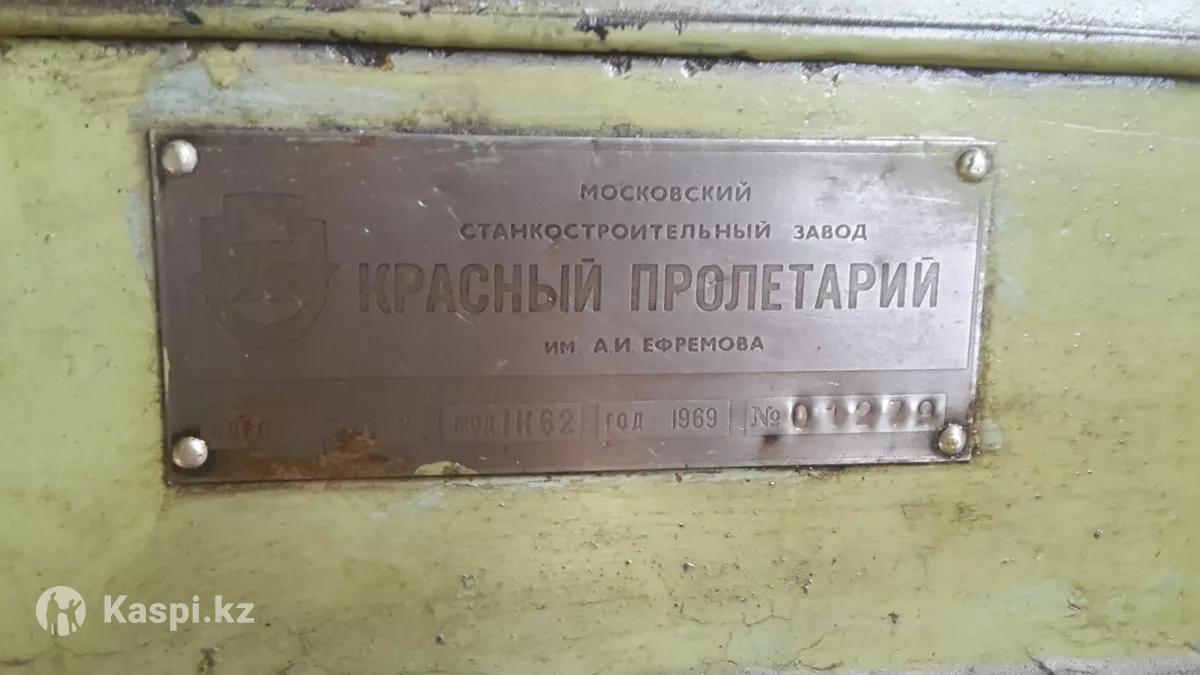 МОСКОВСКИЙ
СТАНКОСТРОИТЕЛЬНЫЙ ЗАВОД
КРАСНЫЙ ПРОЛЕТАРИЙ
ИМ. А.И. ЕФРЕМОВА
МОД 1К62 ГОД 1969 № 01279
Kaspi.kz